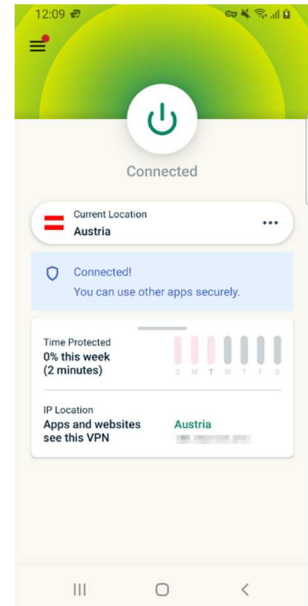 12:09
Connected
Current Location
Austria
Connected!
You can use other apps securely.
Time Protected
0% this week
(2 minutes)
S M T W T F S
IP Location
Apps and websites
see this VPN
Austria